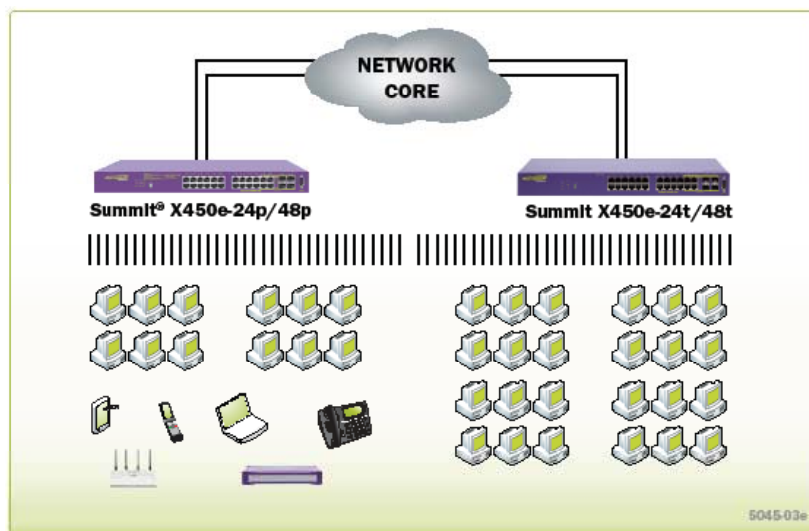 NETWORK
CORE
Summit® X450e-24p/48p
Summit X450e-24t/48t
5045-03e